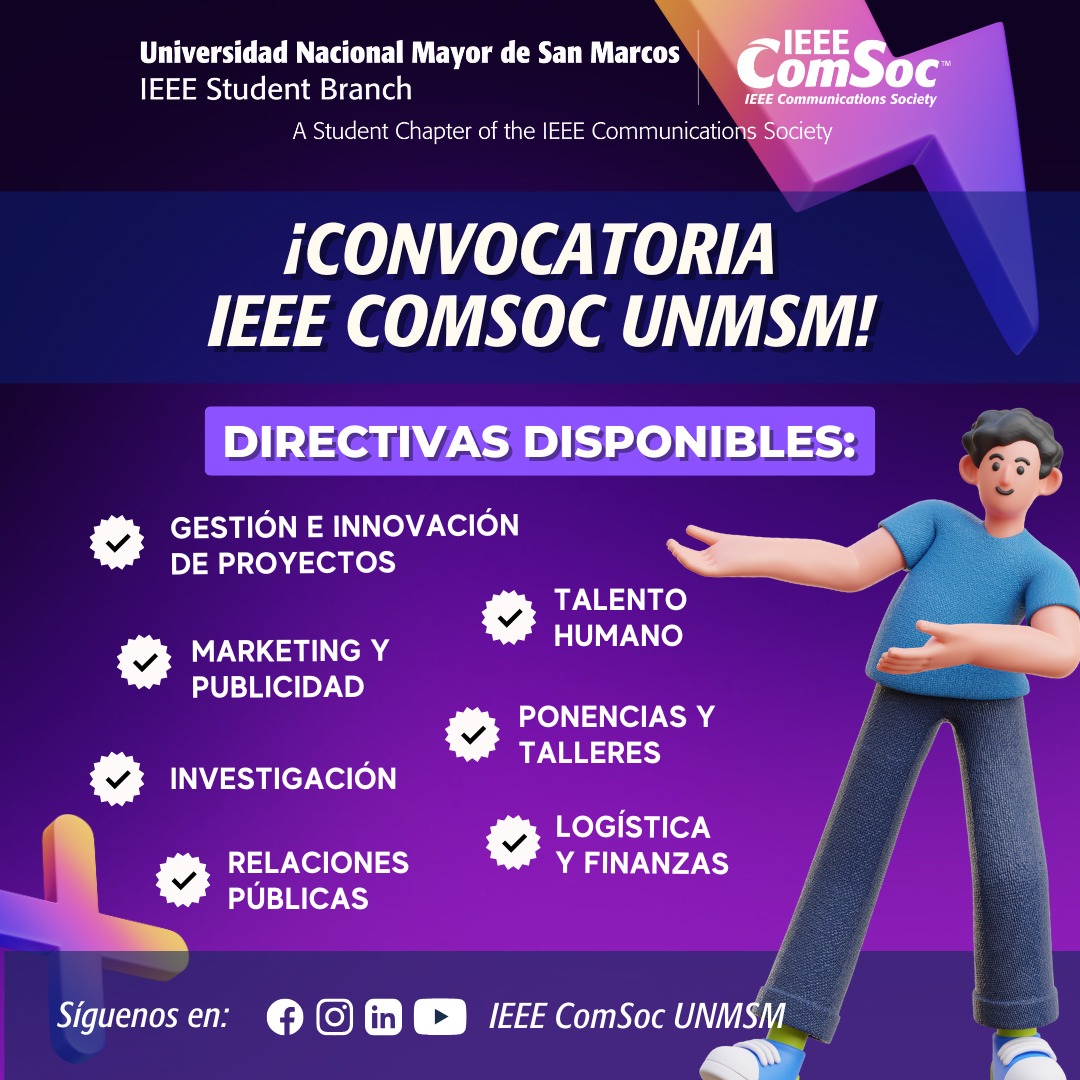 Universidad Nacional Mayor de San Marcos
IEEE Student Branch
IEEE
ComSoc™
IEEE Communications Society
A Student Chapter of the IEEE Communications Society
¡CONVOCATORIA
IEEE COMSOC UNMSM!
DIRECTIVAS DISPONIBLES:
GESTIÓN E INNOVACIÓN
DE PROYECTOS
TALENTO
HUMANO
MARKETING Y
PUBLICIDAD
PONENCIAS Y
TALLERES
INVESTIGACIÓN
LOGÍSTICA
Y FINANZAS
RELACIONES
PÚBLICAS
Síguenos en: IEEE ComSoc UNMSM